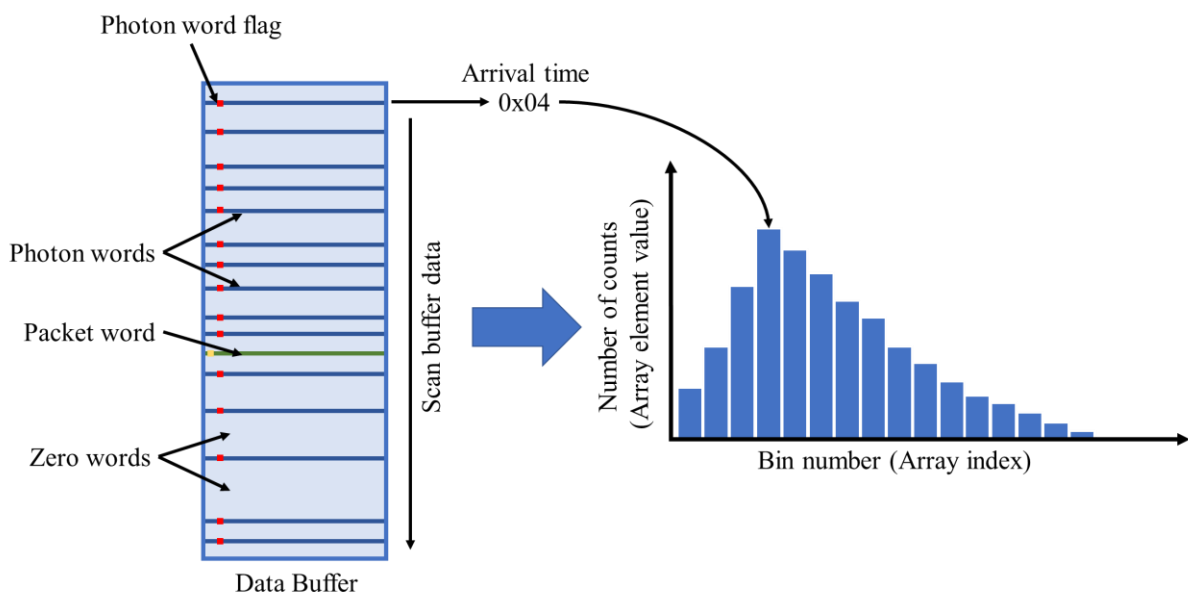 Photon word flag
Arrival time
0x04
Photon words
Packet word
Zero words
Scan buffer data
Data Buffer
Number of counts
(Array element value)
Bin number (Array index)